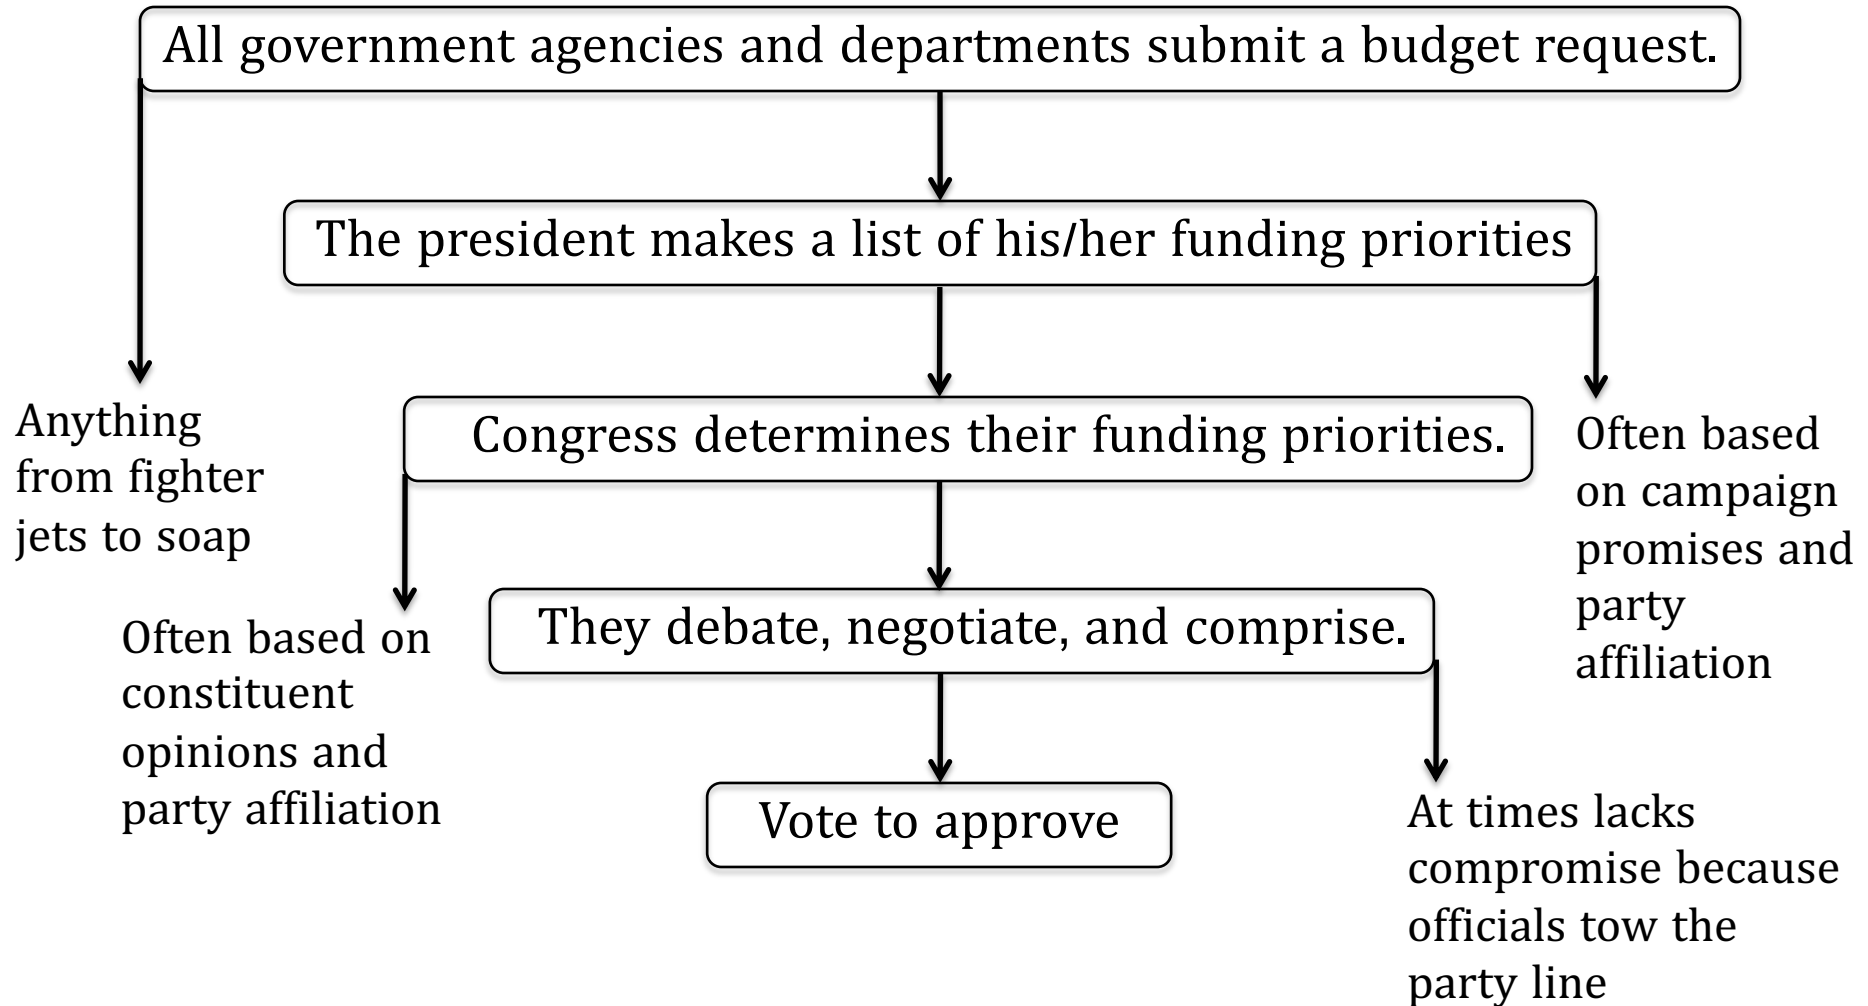 All government agencies and departments submit a budget request.
The president makes a list of his/her funding priorities
Anything
from fighter
jets to soap
Congress determines their funding priorities.
Often based
on campaign
promises and
party
affiliation
Often based on
constituent
opinions and
party affiliation
They debate, negotiate, and comprise.
Vote to approve
At times lacks
compromise because
officials tow the
party line